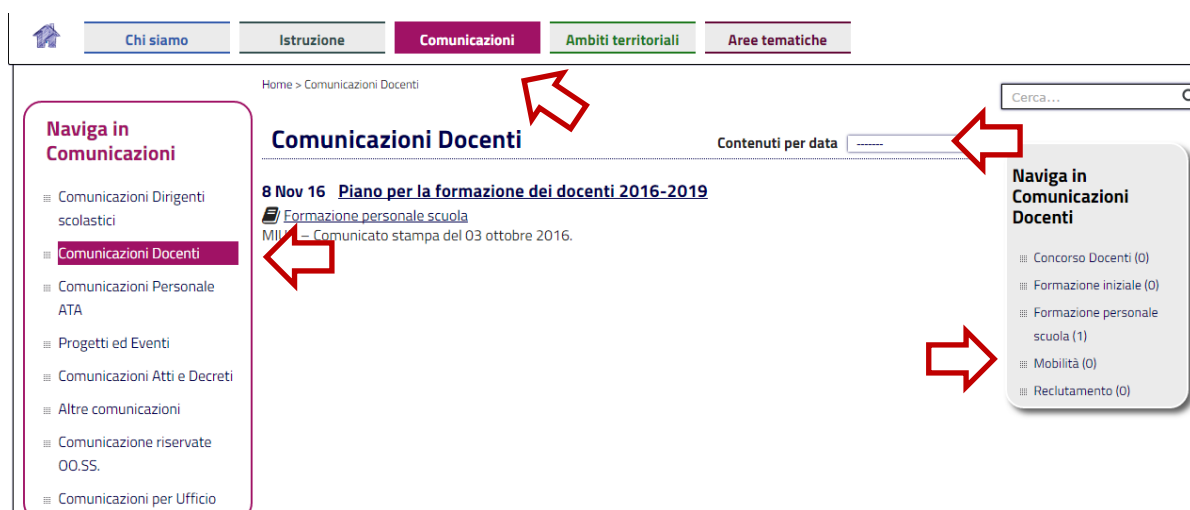 Chi siamo
Istruzione
Comunicazioni
Ambiti territoriali
Aree tematiche
Home > Comunicazioni Docenti
Cerca...
Naviga in
Comunicazioni
Comunicazioni Dirigenti
scolastici
Comunicazioni Docenti
Comunicazioni Personale
ATA
Progetti ed Eventi
Comunicazioni Atti e Decreti
Altre comunicazioni
Comunicazione riservate
OO.SS.
Comunicazioni per Ufficio
Comunicazioni Docenti
Contenuti per data -------
8 Nov 16 Piano per la formazione dei docenti 2016-2019
Formazione personale scuola
– Comunicato stampa del 03 ottobre 2016.
Naviga in
Comunicazioni
Docenti
Concorso Docenti (0)
Formazione iniziale (0)
Formazione personale
scuola (1)
Mobilità (0)
Reclutamento (0)